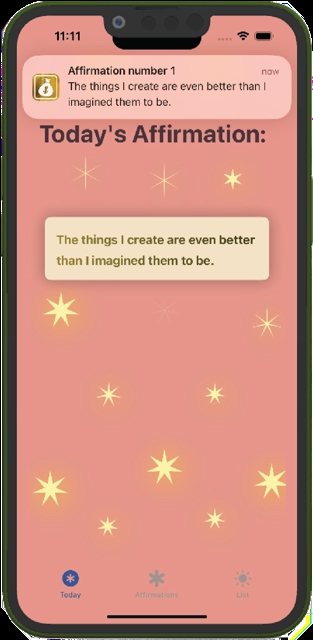 11:11
Affirmation number 1
now
The things I create are even better than I
imagined them to be.
Today's Affirmation:
The things I create are even better
than I imagined them to be.
Today
Affirmations
List